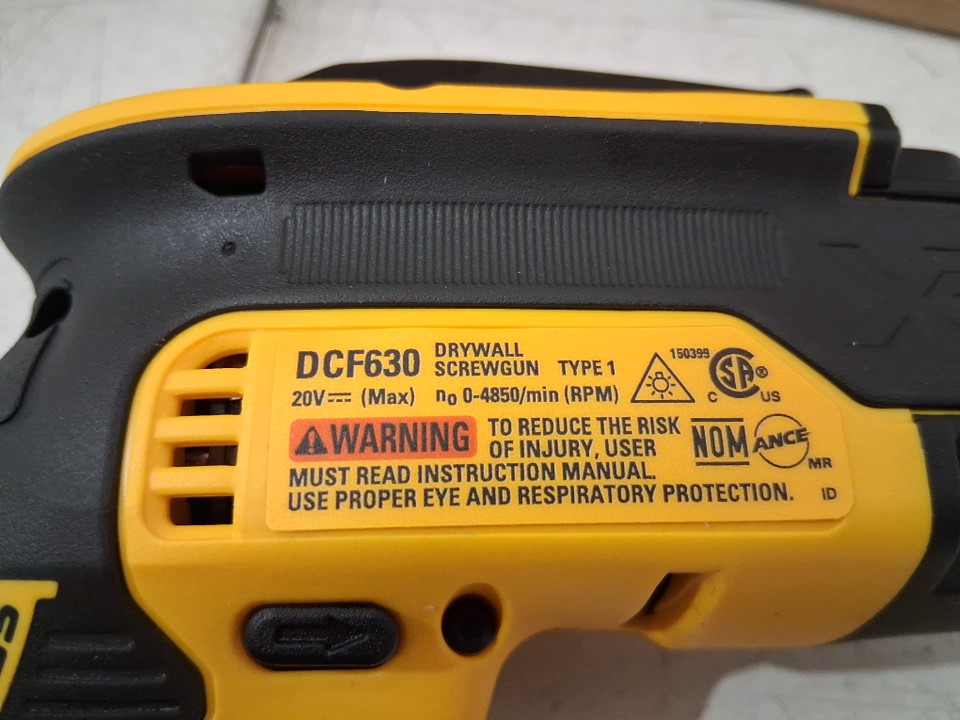 DCF630 DRYWALL SCREWGUN TYPE 1
20V (Max) n₀ 0-4850/min (RPM)
150399
C SA ® US
WARNING TO REDUCE THE RISK
OF INJURY, USER
MUST READ INSTRUCTION MANUAL.
USE PROPER EYE AND RESPIRATORY PROTECTION.
NOM ANCE MR
ID